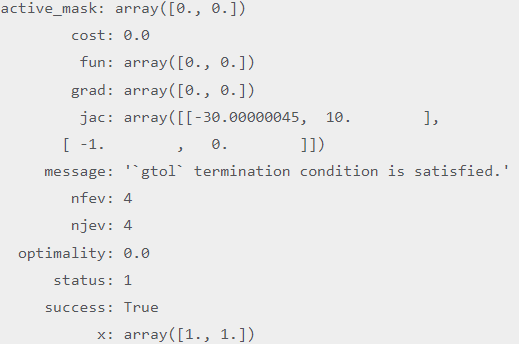 active_mask: array([0., 0.])
cost: 0.0
fun: array([0., 0.])
grad: array([0., 0.])
jac: array([[-30.00000045,  10.        ],
[ -1.        ,   0.        ]])
message: '`gtol` termination condition is satisfied.'
nfev: 4
njev: 4
optimality: 0.0
status: 1
success: True
x: array([1., 1.])